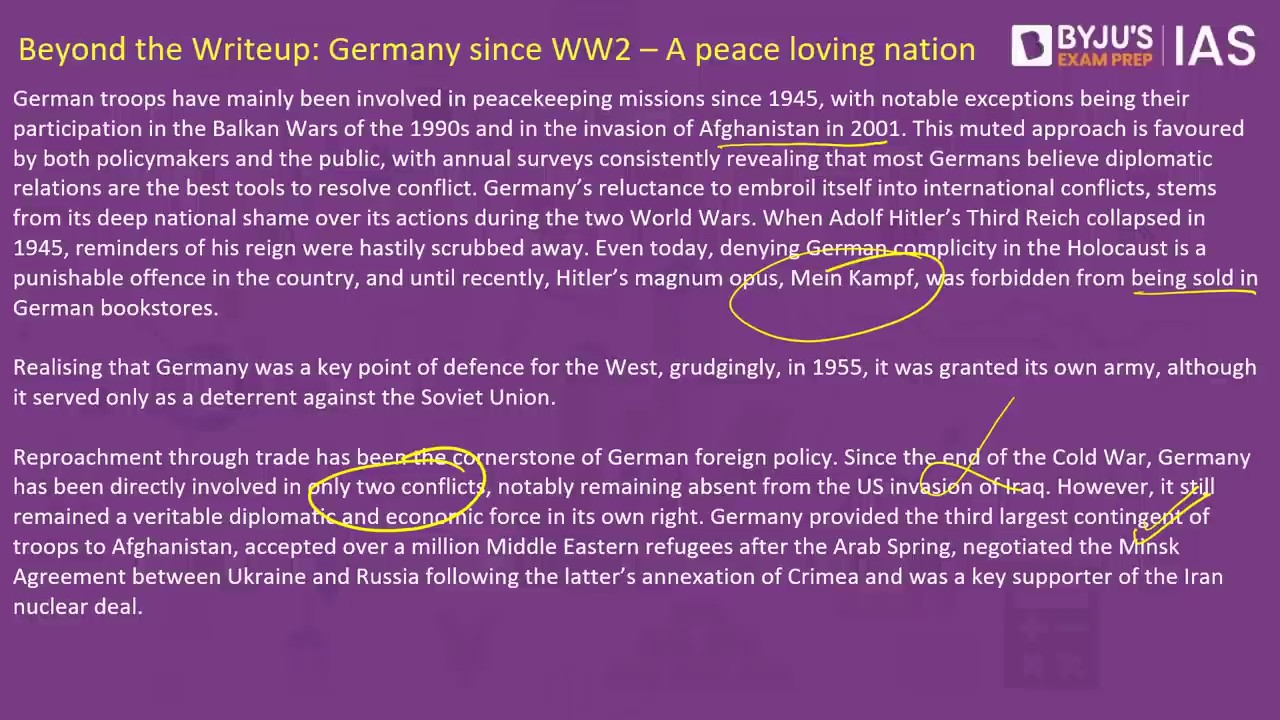 Beyond the Writeup: Germany since WW2 – A peace loving nation
BYJU'S
EXAM PREP
IAS
German troops have mainly been involved in peacekeeping missions since 1945, with notable exceptions being their
participation in the Balkan Wars of the 1990s and in the invasion of Afghanistan in 2001. This muted approach is favoured
by both policymakers and the public, with annual surveys consistently revealing that most Germans believe diplomatic
relations are the best tools to resolve conflict. Germany's reluctance to embroil itself into international conflicts, stems
from its deep national shame over its actions during the two World Wars. When Adolf Hitler's Third Reich collapsed in
1945, reminders of his reign were hastily scrubbed away. Even today, denying German complicity in the Holocaust is a
punishable offence in the country, and until recently, Hitler's magnum opus, Mein Kampf, was forbidden from being sold in
German bookstores.
Realising that Germany was a key point of defence for the West, grudgingly, in 1955, it was granted its own army, although
it served only as a deterrent against the Soviet Union.
Reproachment through trade has been the cornerstone of German foreign policy. Since the end of the Cold War, Germany
has been directly involved in only two conflicts, notably remaining absent from the US invasion of Iraq. However, it still
remained a veritable diplomatic and economic force in its own right. Germany provided the third largest contingent of
troops to Afghanistan, accepted over a million Middle Eastern refugees after the Arab Spring, negotiated the Minsk
Agreement between Ukraine and Russia following the latter's annexation of Crimea and was a key supporter of the Iran
nuclear deal.